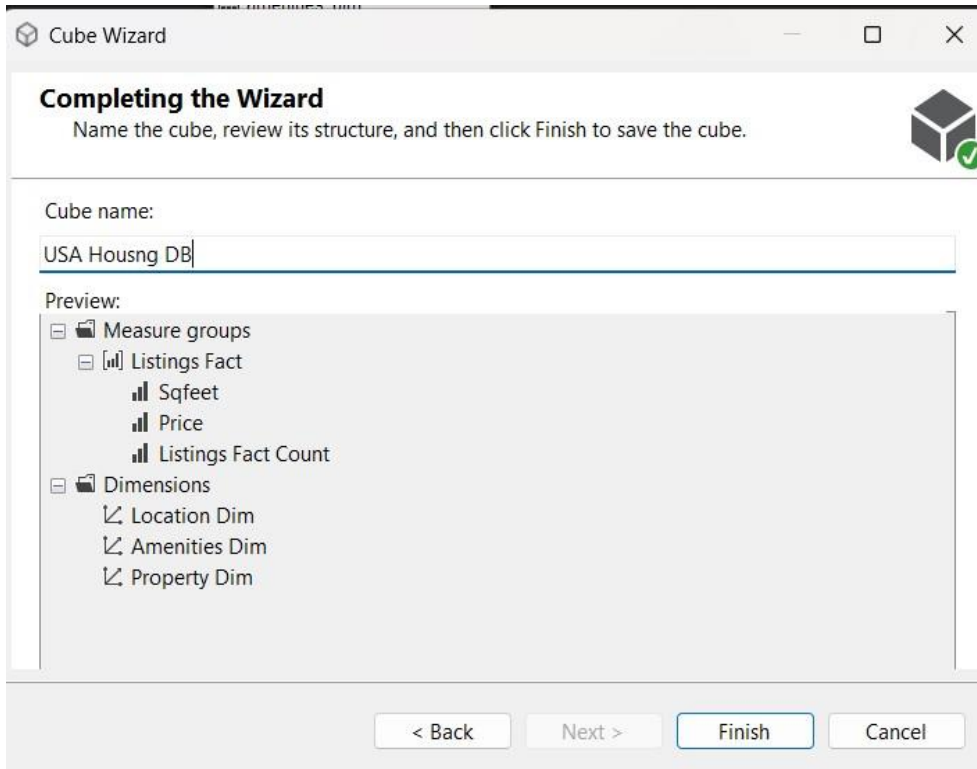 Cube Wizard
Completing the Wizard
Name the cube, review its structure, and then click Finish to save the cube.
Cube name:
USA Housng DB
Preview:
Measure groups
Listings Fact
Sqfeet
Price
Listings Fact Count
Dimensions
Location Dim
Amenities Dim
Property Dim
< Back Next > Finish Cancel